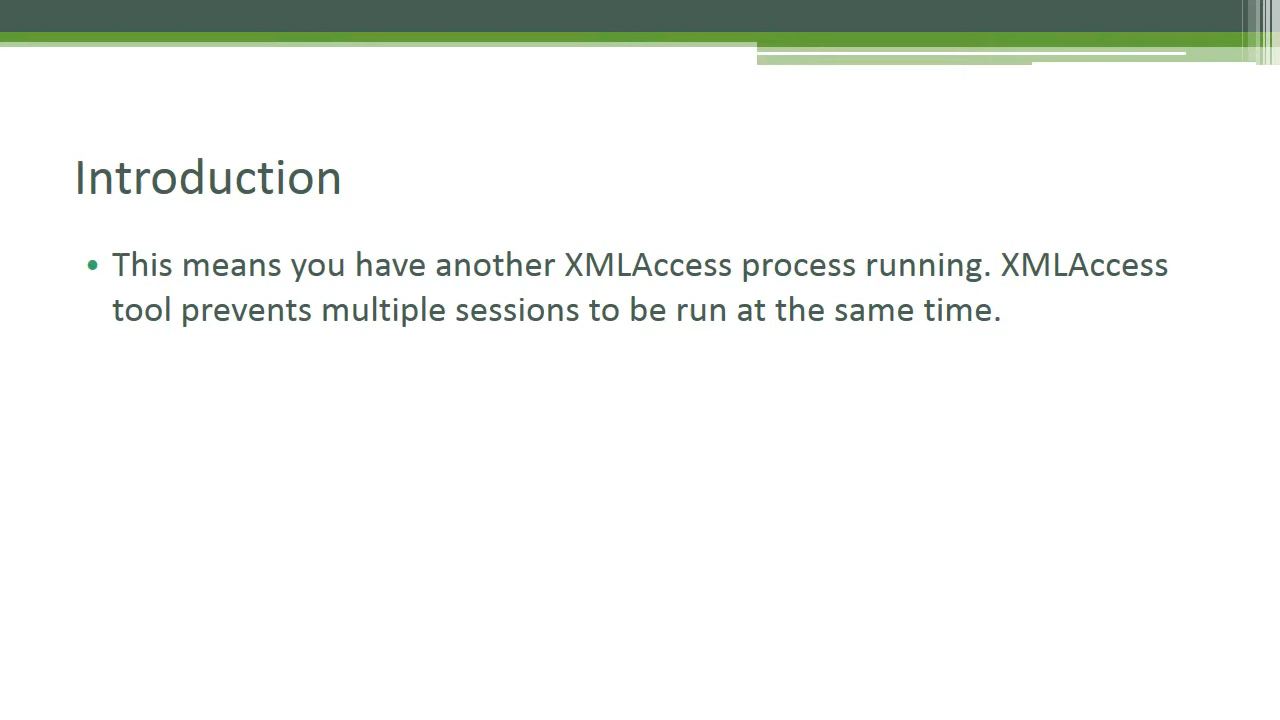 Introduction
• This means you have another XMLAccess process running. XMLAccess
tool prevents multiple sessions to be run at the same time.